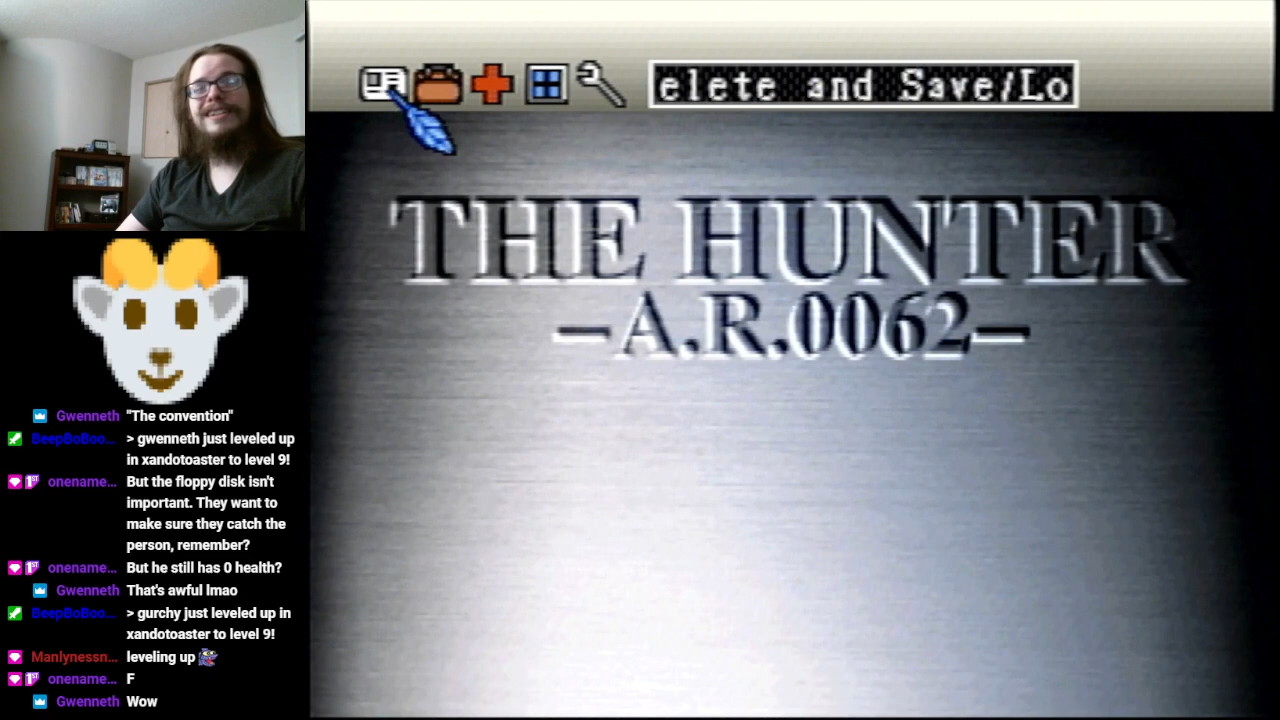 elete and Save/Lo
THE HUNTER
–A.R.0062–
Gwenneth "The convention"
BeepBoBoo... > gwenneth just leveled up
in xandotoaster to level 9!
onename... But the floppy disk isn't
important. They want to
make sure they catch the
person, remember?
onename... But he still has 0 health?
Gwenneth That's awful lmao
BeepBoBoo... > gurchy just leveled up in
xandotoaster to level 9!
Manlynessn... leveling up
onename... F
Gwenneth Wow